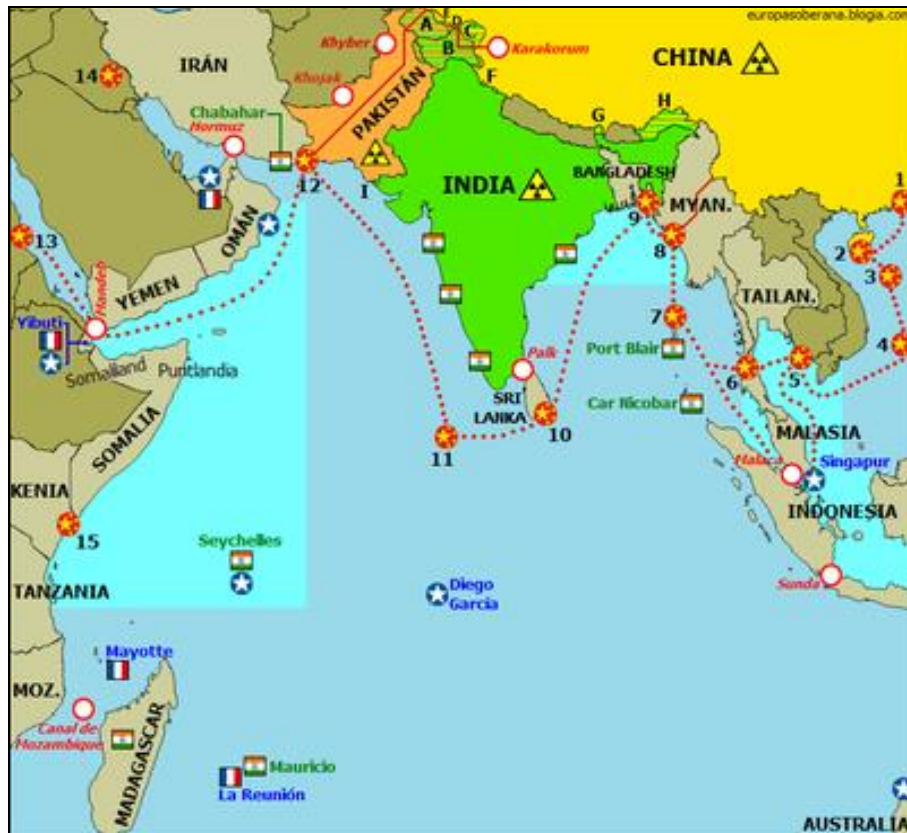 europasoberana.blogia.com
A
E
D
C
B
Khyber
Karakorum
IRÁN
CHINA
14
Khojak
F
PAKISTÁN
Chabahar
Hormuz
G
H
12
I
INDIA
BANGLADESH
1
OMÁN
9
MYAN.
13
8
2
3
YEMEN
Mandeb
TAILAN.
7
Yibuti
Somaliland
Puntlandia
Port Blair
4
Palk
6
5
SRI
LANKA
Car Nicobar
10
11
MALASIA
SOMALIA
Malaca
Singapur
KENIA
INDONESIA
15
Seychelles
Diego
García
Sunda
TANZANIA
Mayotte
MOZ.
Canal de
Mozambique
MADAGASCAR
Mauricio
La Reunión
AUSTRALIA